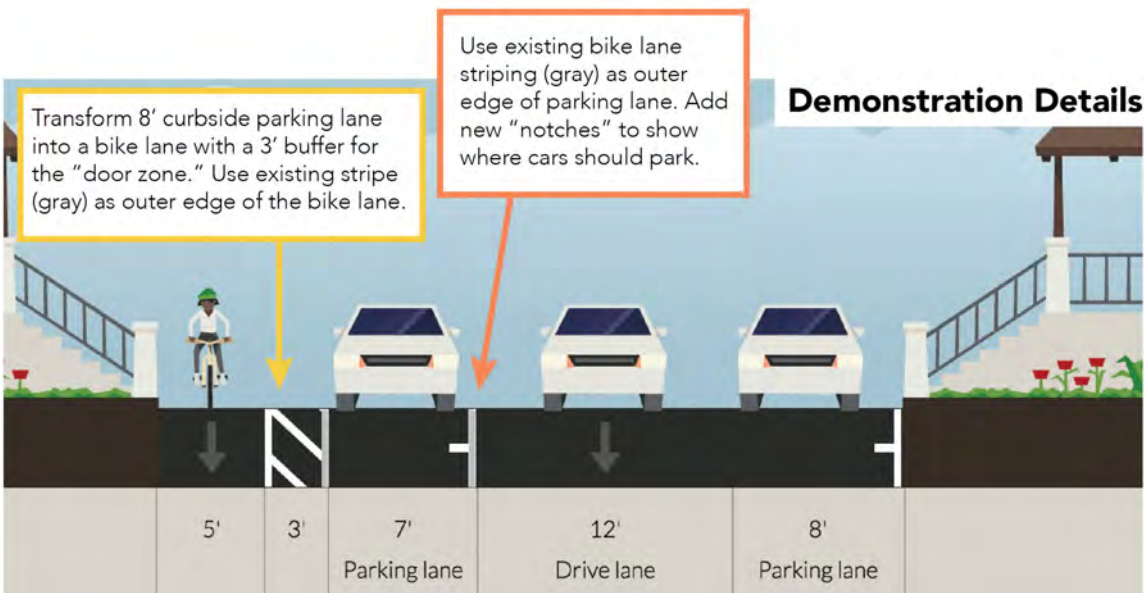 Transform 8' curbside parking lane
into a bike lane with a 3' buffer for
the “door zone.” Use existing stripe
(gray) as outer edge of the bike lane.
Use existing bike lane
striping (gray) as outer
edge of parking lane. Add
new “notches” to show
where cars should park.
Demonstration Details
5'
3'
7'
Parking lane
12'
Drive lane
8'
Parking lane